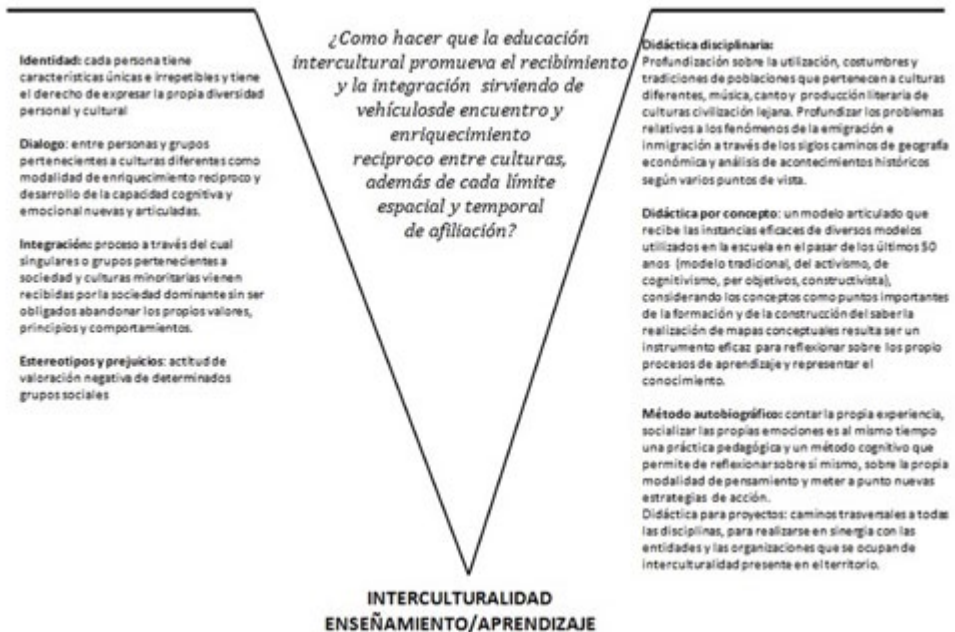 ¿Como hacer que la educación
intercultural promueva el recibimiento
y la integración sirviendo de
vehículosde encuentro y
enriquecimiento
reciproco entre culturas,
además de cada límite
espacial y temporal
de afiliación?
Identidad: cada persona tiene
características únicas e irrepetibles y tiene
el derecho de expresar la propia diversidad
personal y cultural
Dialogo: entre personas y grupos
pertenecientes a culturas diferentes como
modalidad de enriquecimiento reciproco y
desarrollo de la capacidad cognitiva y
emocional nuevas y articuladas.
Integración: proceso a través del cual
singulares o grupos pertenecientes a
sociedad y culturas minoritarias vienen
recibidas por la sociedad dominante sin ser
obligados abandonar los propios valores,
principios y comportamientos.
Estereotipos y prejuicios: actitud de
valoración negativa de determinados
grupos sociales
Didáctica disciplinaria:
Profundización sobre la utilización, costumbres y
tradiciones de poblaciones que pertenecen a culturas
diferentes, música, canto y producción literaria de
culturas civilización lejana. Profundizar los problemas
relativos a los fenómenos de la emigración e
inmigración a través de los siglos caminos de geografía
económica y análisis de acontecimientos históricos
según varios puntos de vista.
Didáctica por concepto: un modelo articulado que
recibe las instancias eficaces de diversos modelos
utilizados en la escuela en el pasar de los últimos 50
anos (modelo tradicional, del activismo, de
cognitivismo, per objetivos, constructivista),
considerando los conceptos como puntos importantes
de la formación y de la construcción del saber la
realización de mapas conceptuales resulta ser un
instrumento eficaz para reflexionar sobre los propio
procesos de aprendizaje y representar el
conocimiento.
Método autobiográfico: contar la propia experiencia,
socializar las propias emociones es al mismo tiempo
una práctica pedagógica y un método cognitivo que
permite de reflexionar sobre sí mismo, sobre la propia
modalidad de pensamiento y meter a punto nuevas
estrategias de acción.
Didáctica para proyectos: caminos trasversales a todas
las disciplinas, para realizarse en sinergia con las
entidades y las organizaciones que se ocupan de
interculturalidad presente en el territorio.
INTERCULTURALIDAD
ENSEÑAMIENTO/APRENDIZAJE